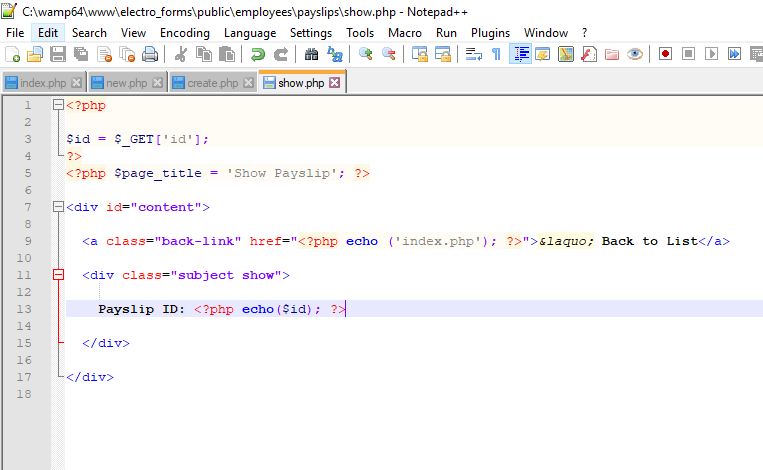 C:\wamp64\www\electro_forms\public\employees\payslips\show.php - Notepad++
File Edit Search View Encoding Language Settings Tools Macro Run Plugins Window ?
index.php new.php create.php show.php
1 <?php
2
3 $id = $_GET['id'];
4 ?>
5 <?php $page_title = 'Show Payslip'; ?>
6
7 <div id="content">
8
9 <a class="back-link" href="<?php echo ('index.php'); ?>">&laquo; Back to List</a>
10
11 <div class="subject show">
12
13 Payslip ID: <?php echo($id); ?>
14
15 </div>
16
17 </div>
18